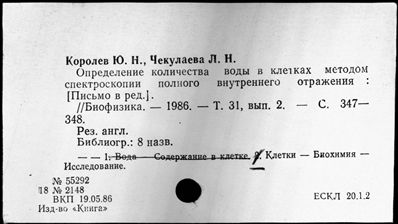 Королев Ю. Н., Чекулаева Л. Н.
Определение количества воды в клетках методом
спектроскопии полного внутреннего отражения :
[Письмо в ред.].
//Биофизика. — 1986. — Т. 31, вып. 2. — С. 347—
348.
Рез. англ.
Библиогр.: 8 назв.
— — 1. Вода — Содержание в клетке. 2. Клетки — Биохимия —
Исследование.
№ 55292
18 № 2148
ВКП 19.05.86
Изд-во «Книга»
ЕСКЛ 20.1.2